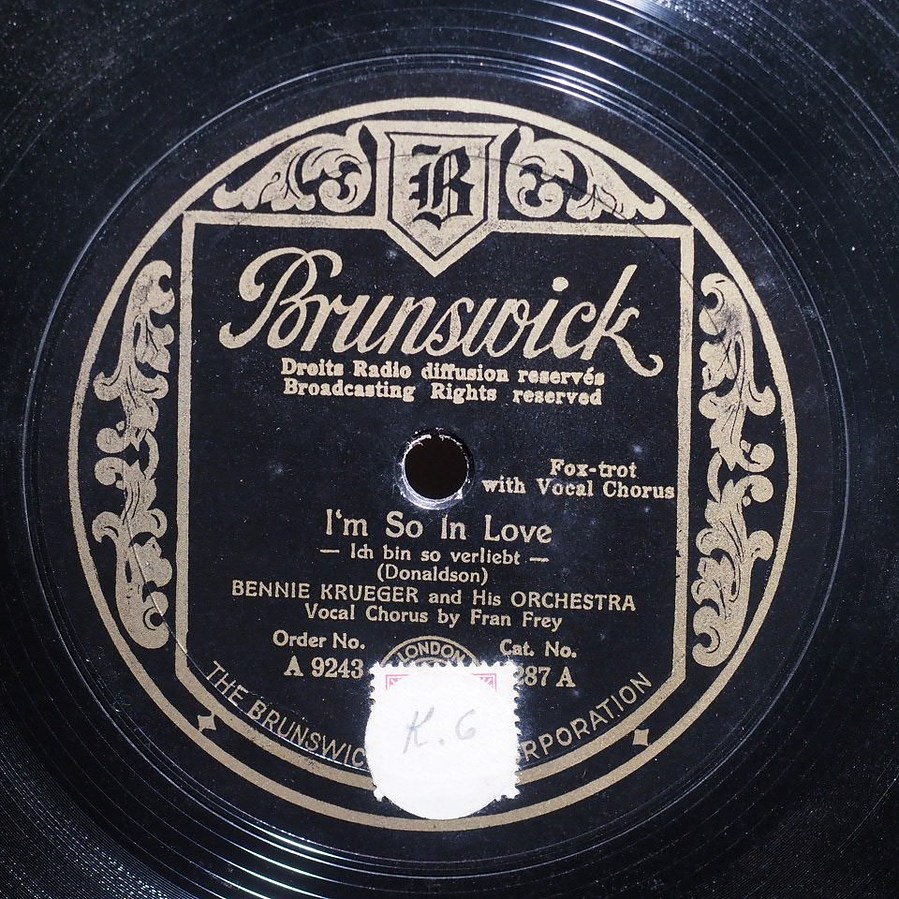 B
Brunswick
Droits Radio diffusion reservés
Broadcasting Rights reserved
Fox-trot
with Vocal Chorus
I'm So In Love
— Ich bin so verliebt —
(Donaldson)
BENNIE KRUEGER and His ORCHESTRA
Vocal Chorus by Fran Frey
Order No.
A 9243
LONDON
Cat. No.
287 A
THE BRUNSWIC
RPORATION
K. 6